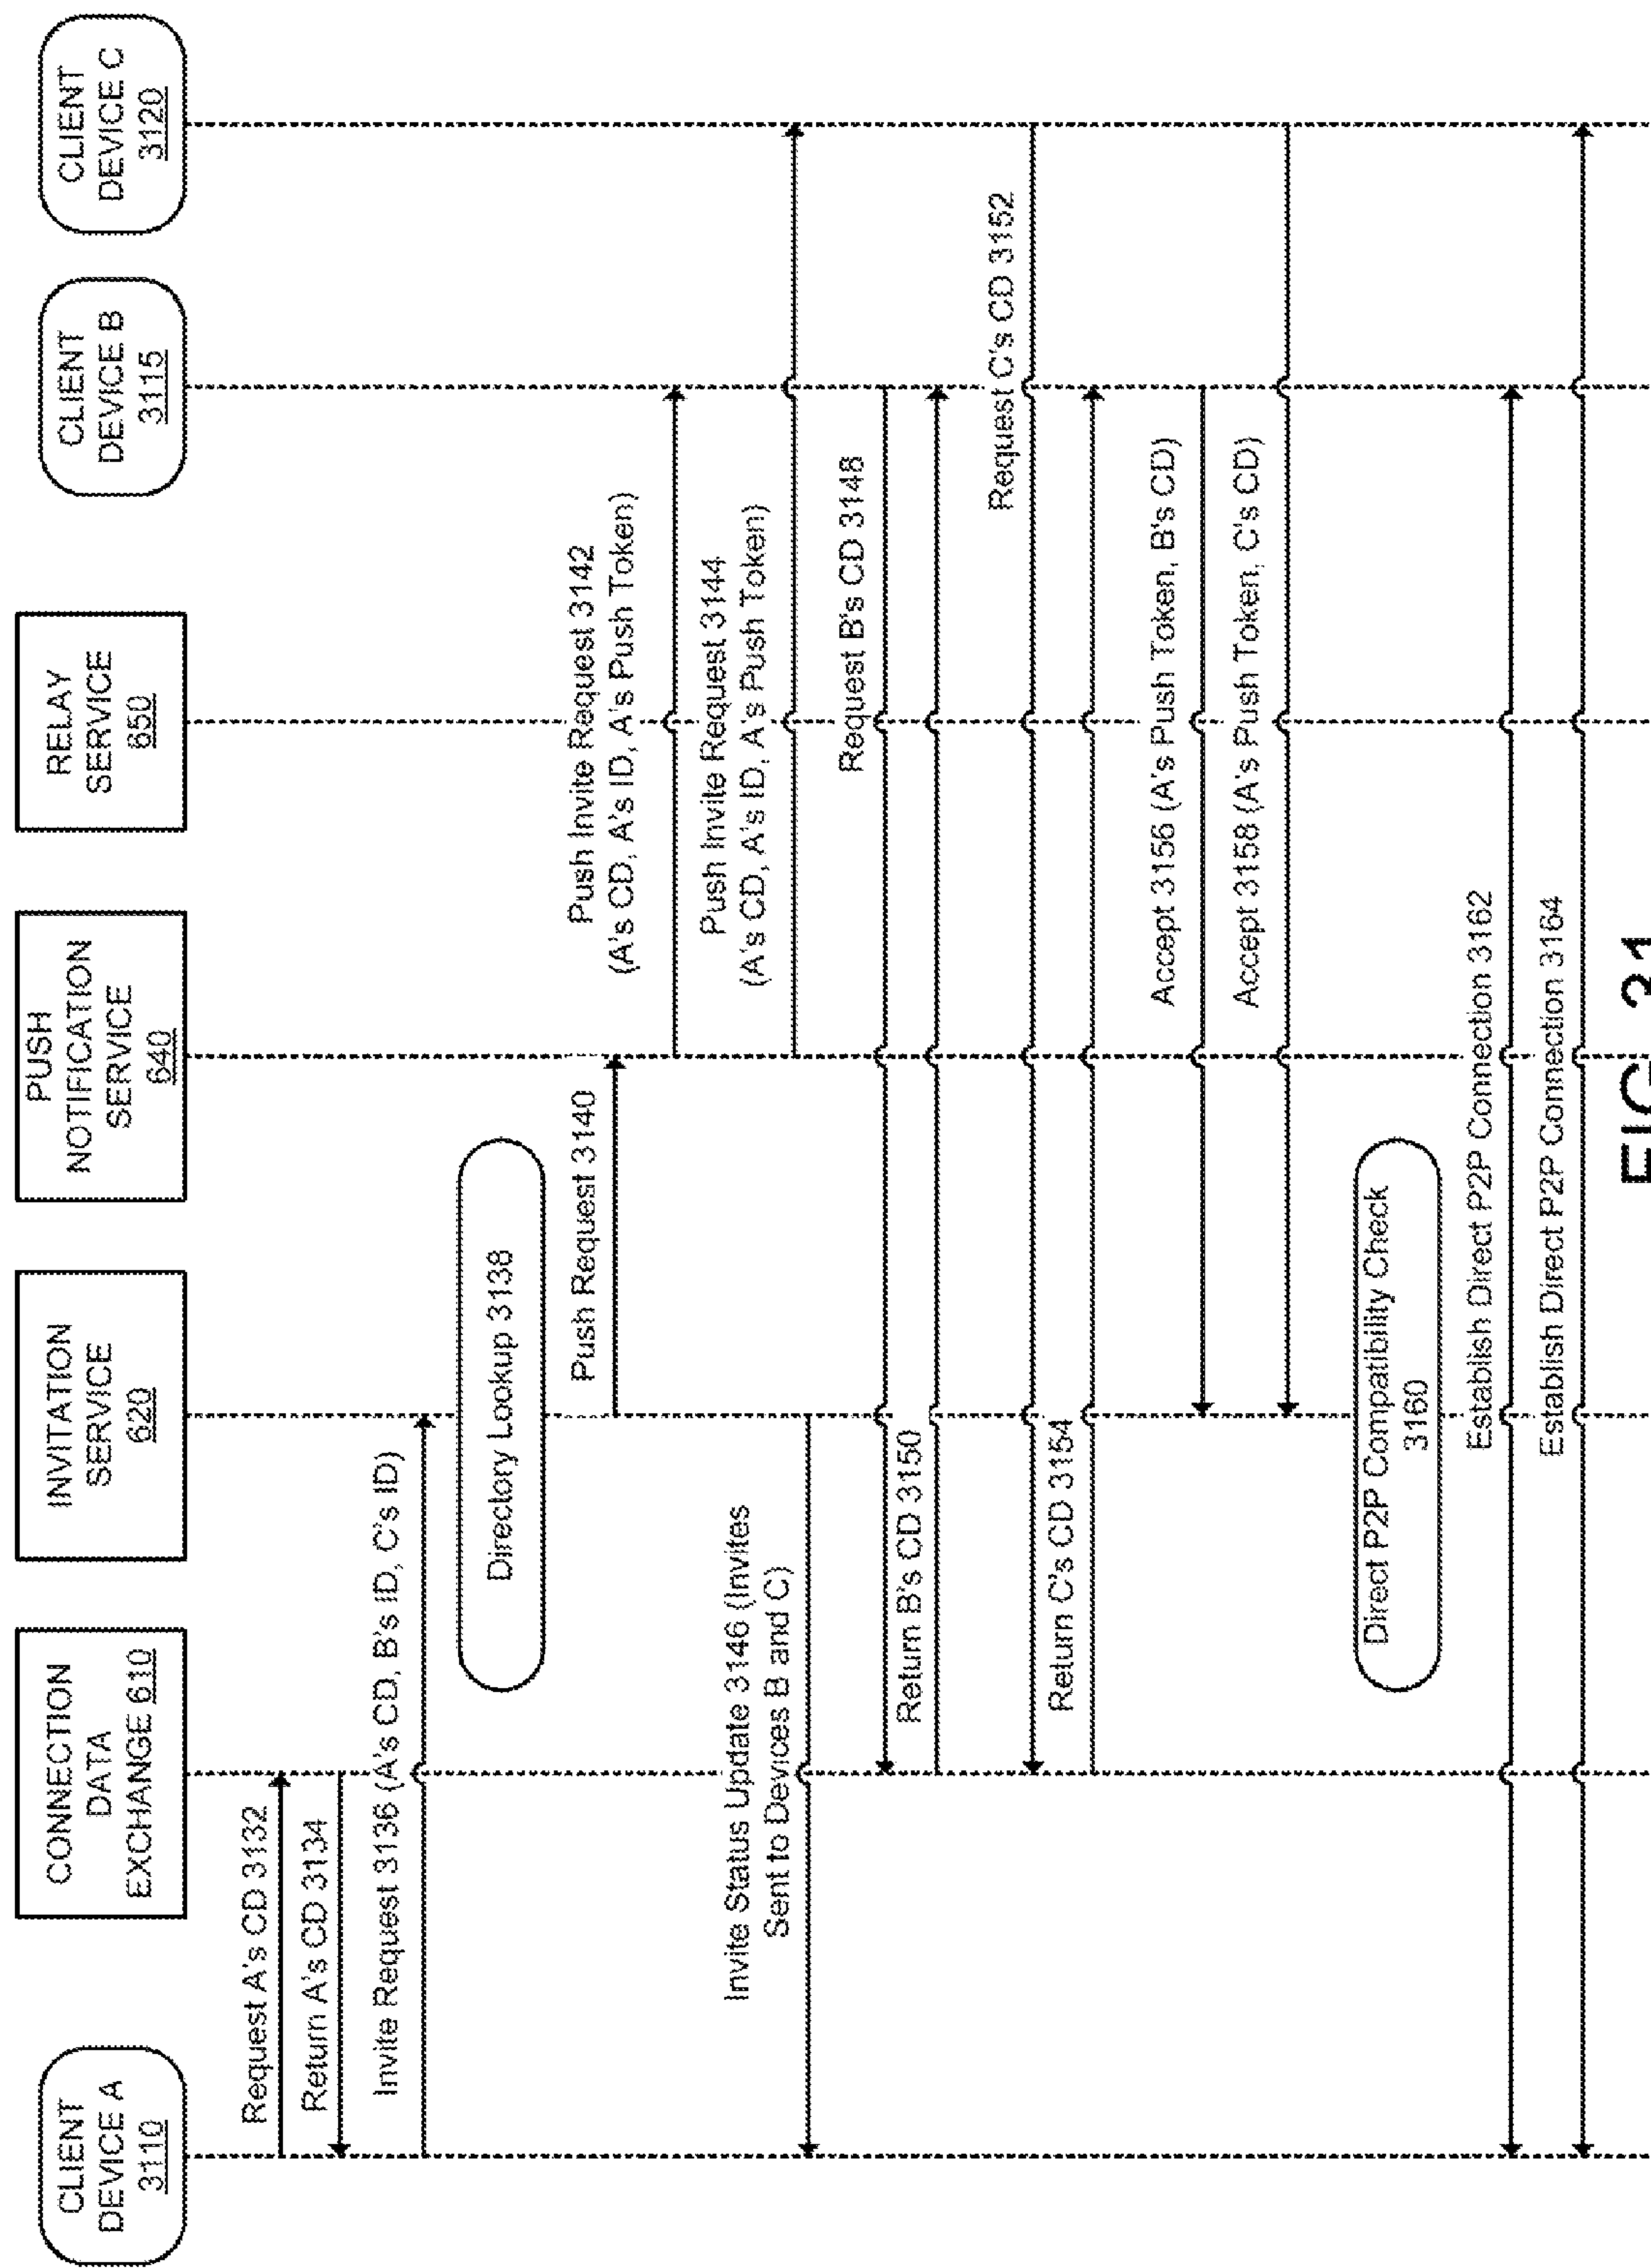 CLIENT
DEVICE A
3110
CONNECTION
DATA
EXCHANGE 610
INVITATION
SERVICE
620
PUSH
NOTIFICATION
SERVICE
640
RELAY
SERVICE
650
CLIENT
DEVICE B
3115
CLIENT
DEVICE C
3120
Request A's CD 3132
Return A's CD 3134
Invite Request 3136 (A's CD, B's ID, C's ID)
Directory Lookup 3138
Push Request 3140
Push Invite Request 3142
(A's CD, A's ID, A's Push Token)
Push Invite Request 3144
(A's CD, A's ID, A's Push Token)
Invite Status Update 3146 (Invites
Sent to Devices B and C)
Request B's CD 3148
Return B's CD 3150
Request C's CD 3152
Return C's CD 3154
Accept 3156 (A's Push Token, B's CD)
Accept 3158 (A's Push Token, C's CD)
Direct P2P Compatibility Check
3160
Establish Direct P2P Connection 3162
Establish Direct P2P Connection 3164
FIG. 31